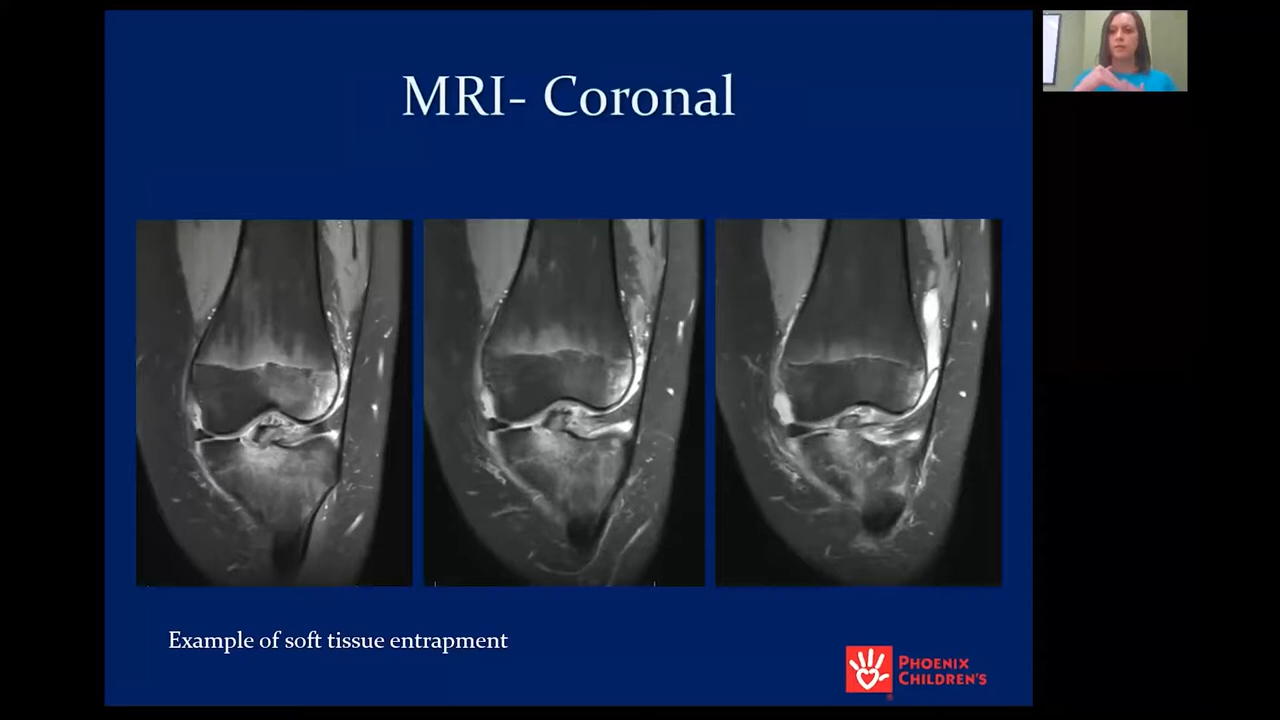 MRI- Coronal
Example of soft tissue entrapment
PHOENIX
CHILDREN'S